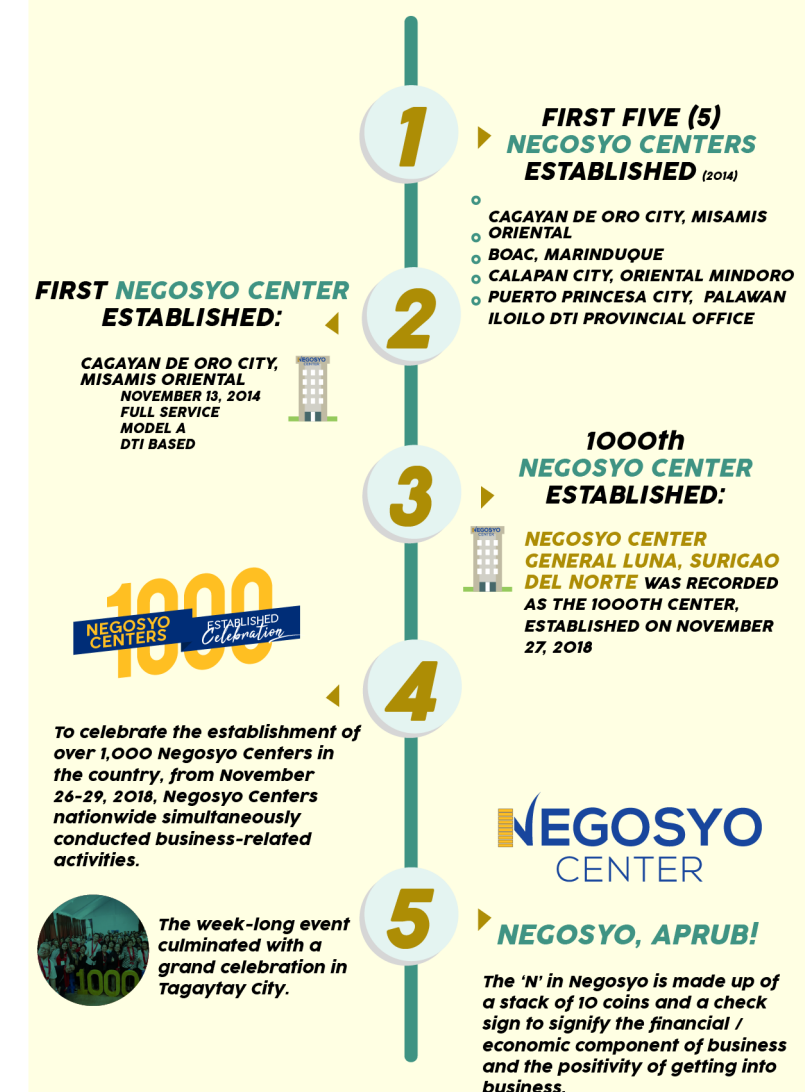 1
FIRST FIVE (5)
NEGOSYO CENTERS
ESTABLISHED (2014)
CAGAYAN DE ORO CITY, MISAMIS
ORIENTAL
BOAC, MARINDUQUE
CALAPAN CITY, ORIENTAL MINDORO
PUERTO PRINCESA CITY, PALAWAN
ILOILO DTI PROVINCIAL OFFICE
2
FIRST NEGOSYO CENTER
ESTABLISHED:
CAGAYAN DE ORO CITY,
MISAMIS ORIENTAL
NOVEMBER 13, 2014
FULL SERVICE
MODEL A
DTI BASED
NEGOSYO
CENTER
3
1000th
NEGOSYO CENTER
ESTABLISHED:
NEGOSYO
CENTER
NEGOSYO CENTER
GENERAL LUNA, SURIGAO
DEL NORTE WAS RECORDED
AS THE 1000TH CENTER,
ESTABLISHED ON NOVEMBER
27, 2018
1000
NEGOSYO
CENTERS
ESTABLISHED
Celebration
4
To celebrate the establishment of
over 1,000 Negosyo Centers in
the country, from November
26-29, 2018, Negosyo Centers
nationwide simultaneously
conducted business-related
activities.
1000
The week-long event
culminated with a
grand celebration in
Tagaytay City.
NEGOSYO
CENTER
5
NEGOSYO, APRUB!
The ‘N’ in Negosyo is made up of
a stack of 10 coins and a check
sign to signify the financial /
economic component of business
and the positivity of getting into
business.